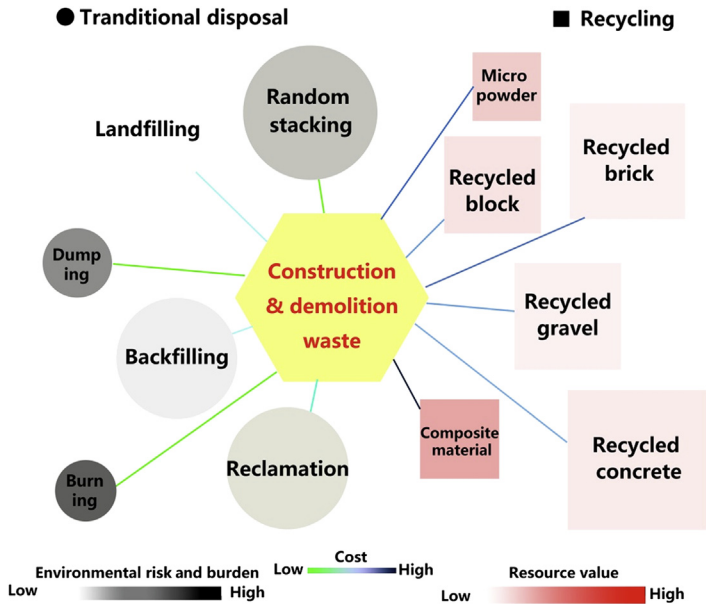 Tranditional disposal
Recycling
Random
stacking
Landfilling
Micro
powder
Recycled
block
Recycled
brick
Dump
ing
Construction
& demolition
waste
Recycled
gravel
Backfilling
Reclamation
Composite
material
Recycled
concrete
Burn
ing
Environmental risk and burden
Low
High
Cost
Low
High
Resource value
Low
High